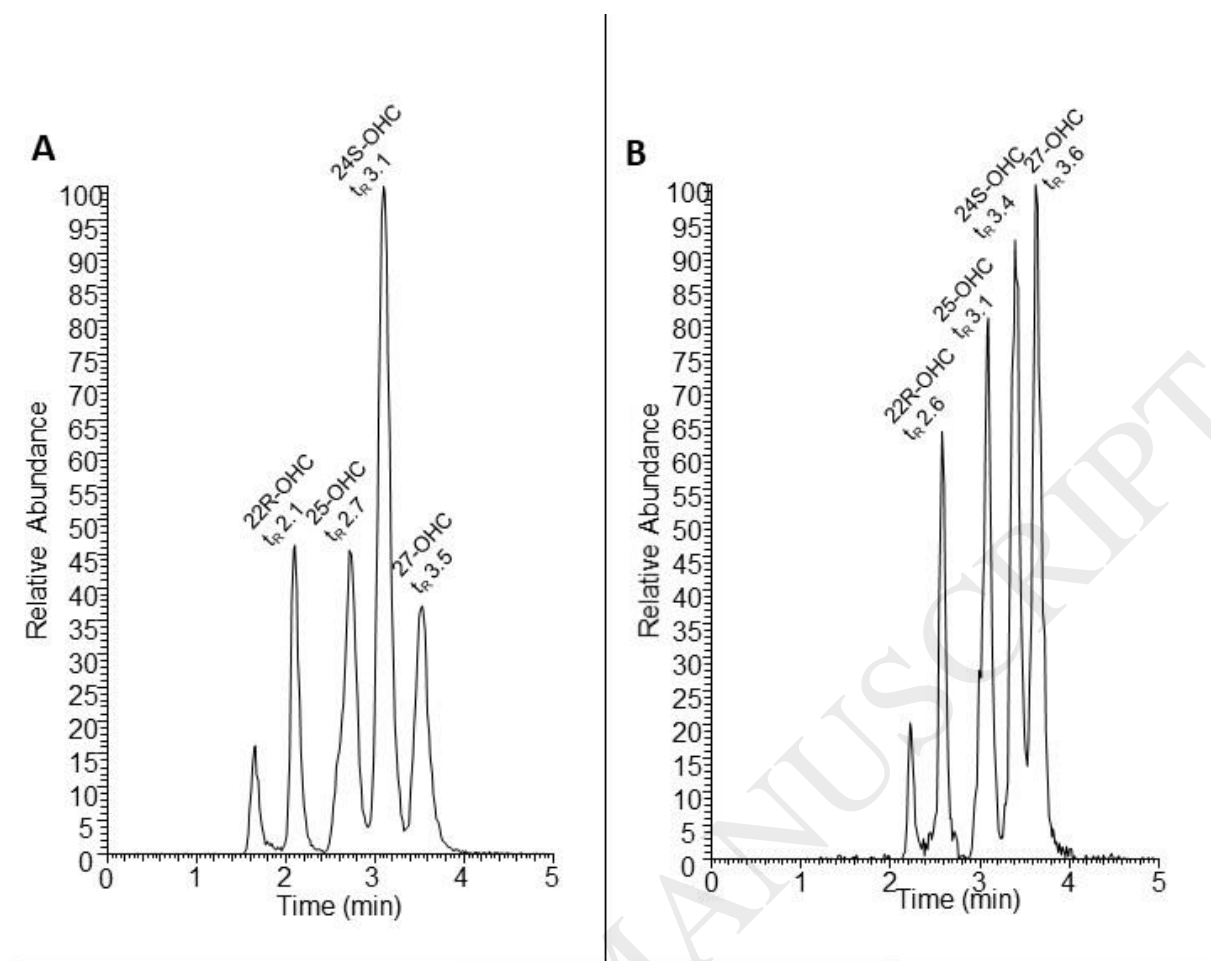 A
24S-OHC
tR 3.1
22R-OHC
tR 2.1
25-OHC
tR 2.7
27-OHC
tR 3.5
Relative Abundance
100
95
90
85
80
75
70
65
60
55
50
45
40
35
30
25
20
15
10
5
0
0 1 2 3 4 5
Time (min)
B
27-OHC
tR 3.6
24S-OHC
tR 3.4
25-OHC
tR 3.1
22R-OHC
tR 2.6
Relative Abundance
100
95
90
85
80
75
70
65
60
55
50
45
40
35
30
25
20
15
10
5
0
0 1 2 3 4 5
Time (min)
MANUSCRIPT